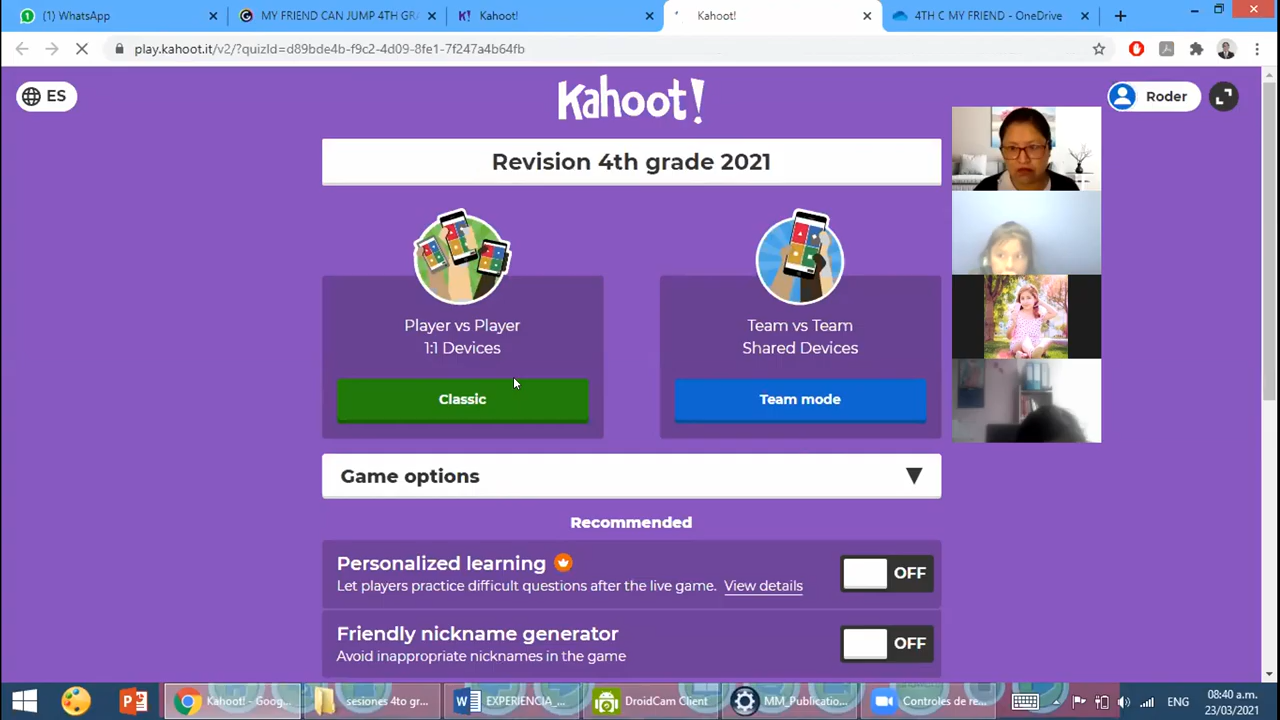 (1) WhatsApp
MY FRIEND CAN JUMP 4TH GRA
Kahoot!
Kahoot!
4TH C MY FRIEND - OneDrive
play.kahoot.it/v2/?quizId=d89bde4b-f9c2-4d09-8fe1-7f247a4b64fb
ES
Kahoot!
Roder
Revision 4th grade 2021
Player vs Player
1:1 Devices
Classic
Team vs Team
Shared Devices
Team mode
Game options
Recommended
Personalized learning
Let players practice difficult questions after the live game. View details
OFF
Friendly nickname generator
Avoid inappropriate nicknames in the game
OFF
Kahoot! - Goog...
sesiones 4to gr...
EXPERIENCIA_...
DroidCam Client
MM_Publicatio...
Controles de re...
ENG
08:40 a.m.
23/03/2021